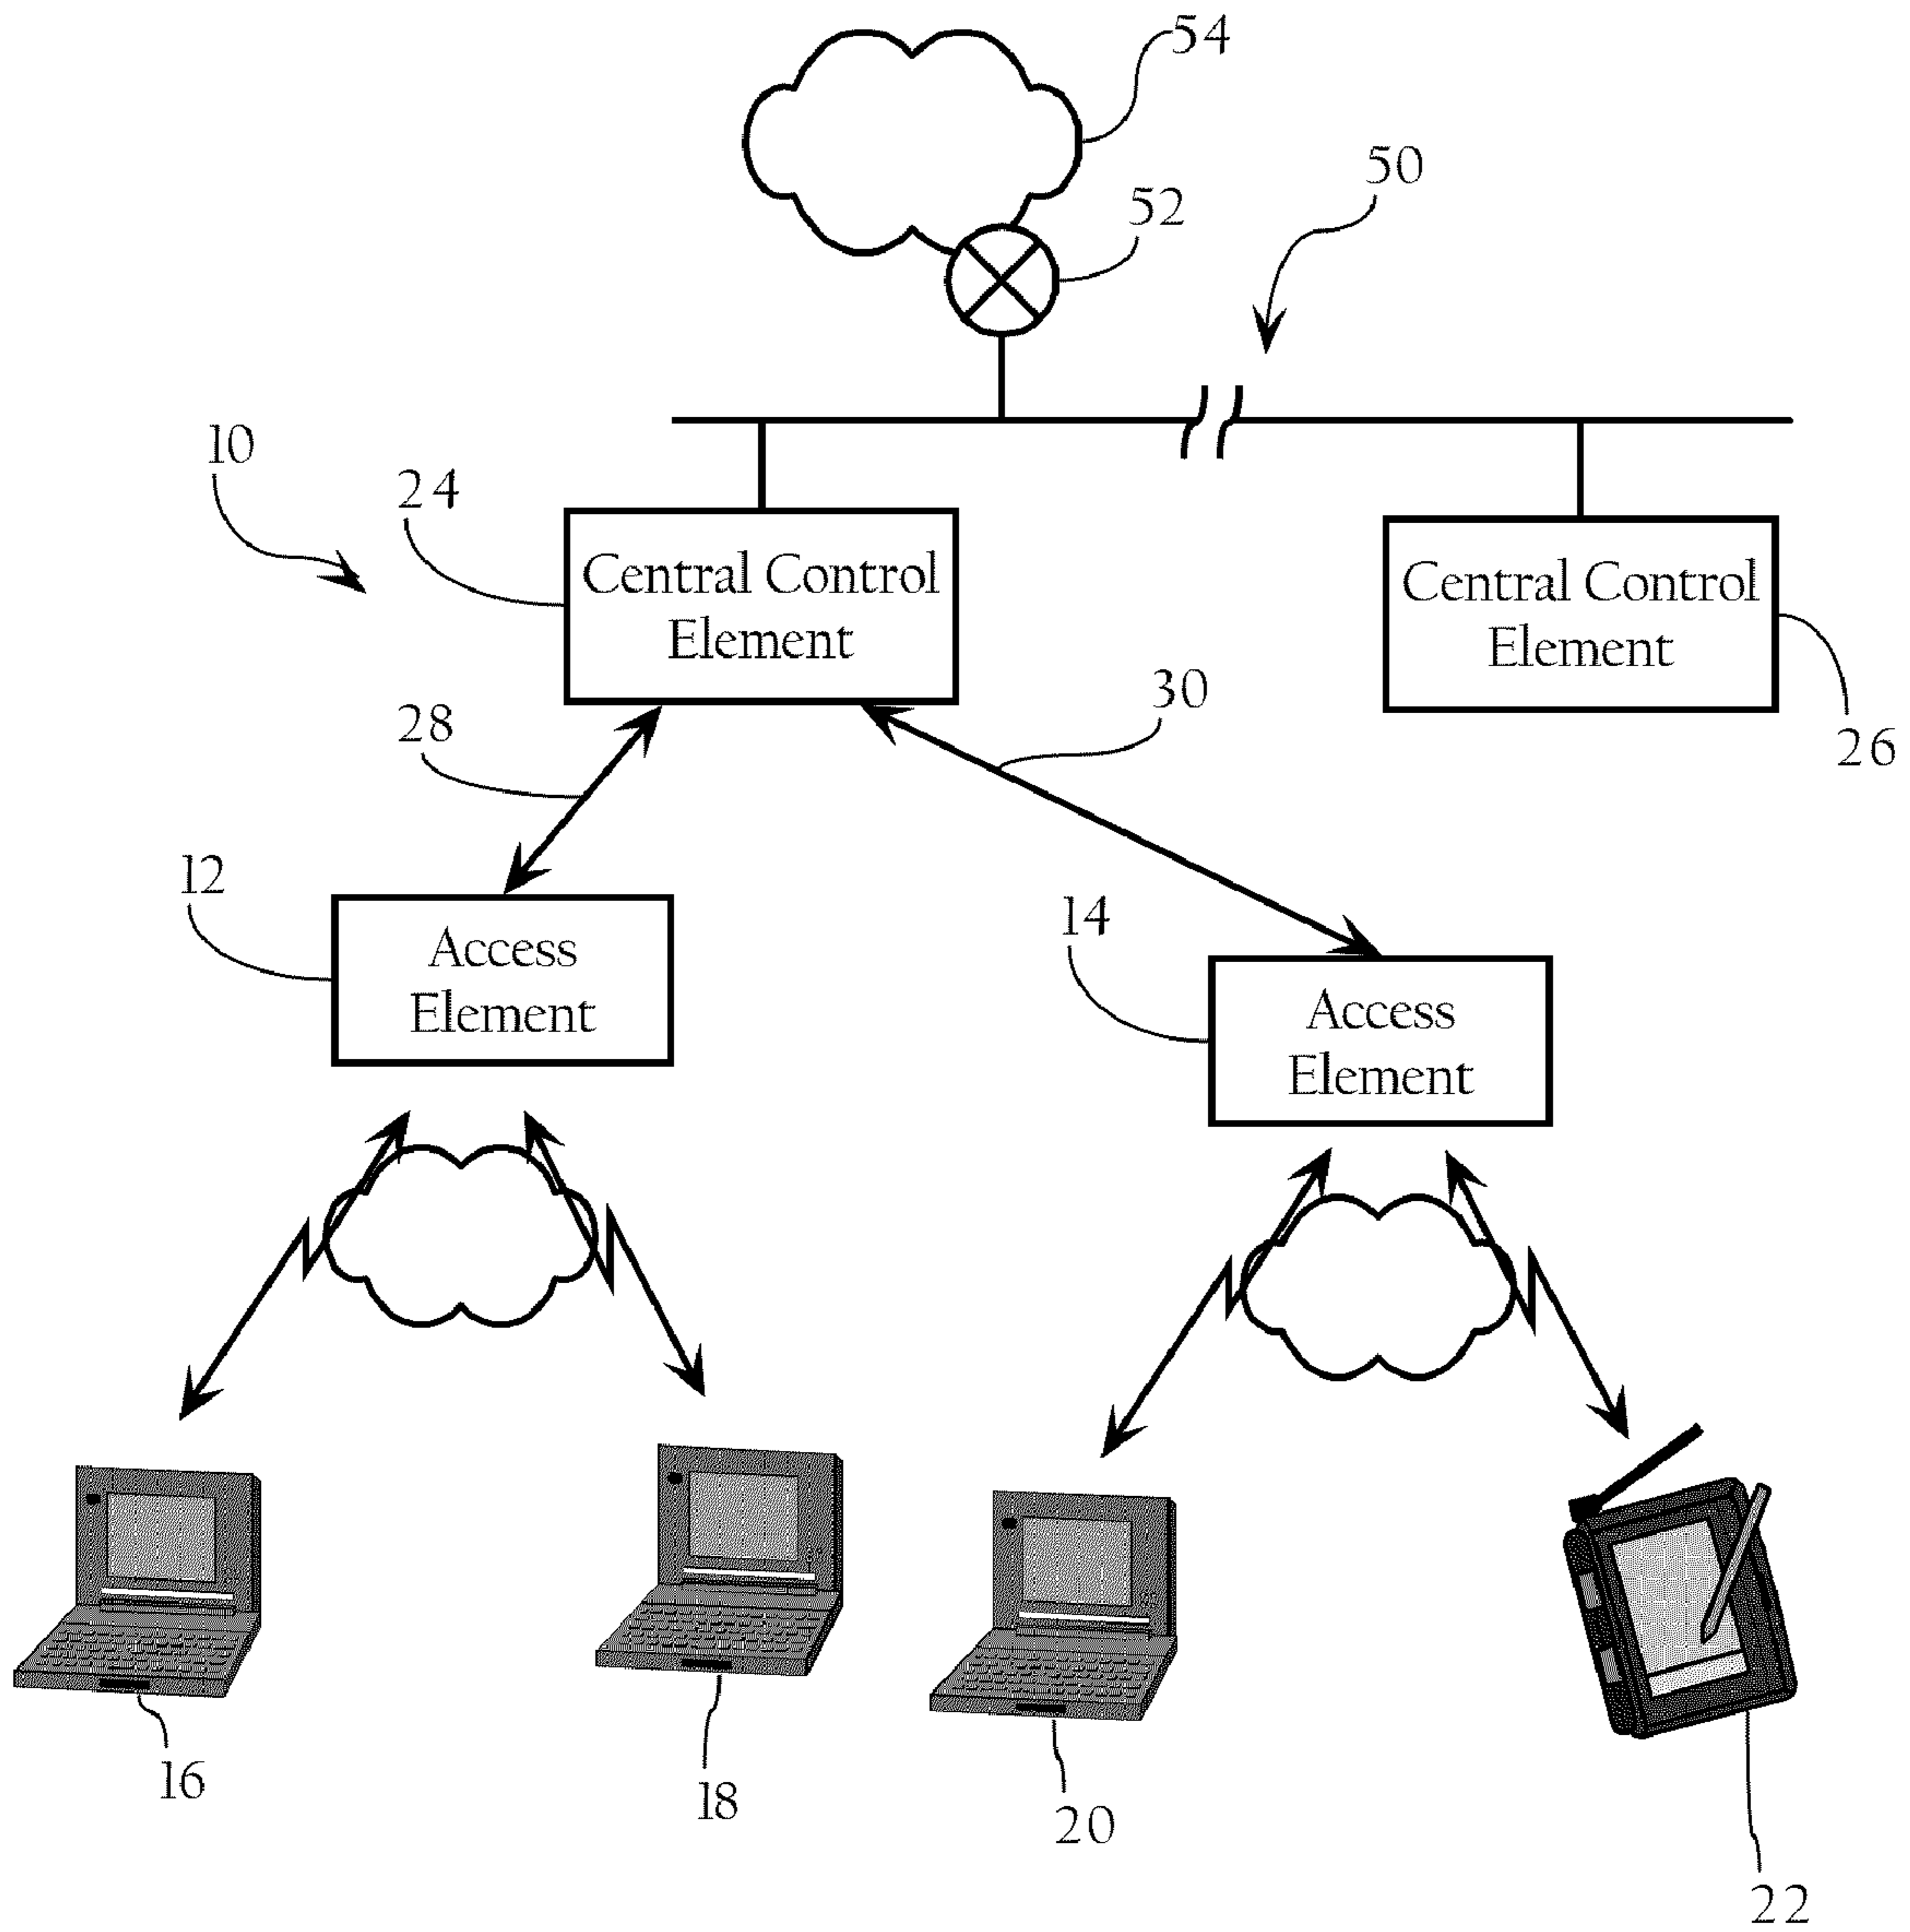 54
50
52
10
24
Central Control
Element
Central Control
Element
30
28
26
12
14
Access
Element
Access
Element
16
18
20
22